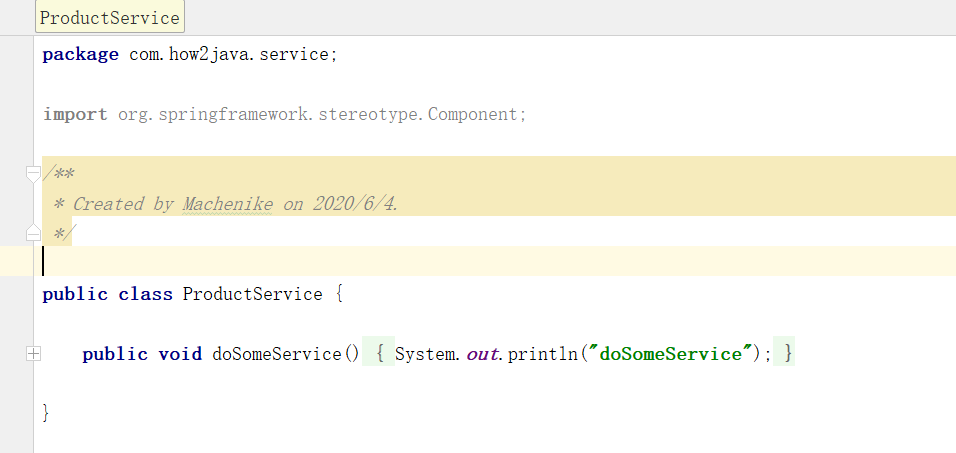 ProductService
package com.how2java.service;
import org.springframework.stereotype.Component;
/**
* Created by Machenike on 2020/6/4.
*/
public class ProductService {
public void doSomeService() { System.out.println("doSomeService"); }
}